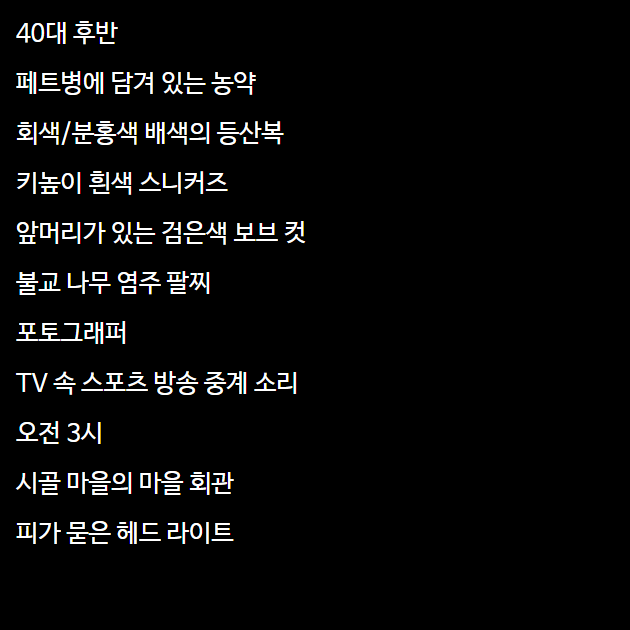 40대 후반
페트병에 담겨 있는 농약
회색/분홍색 배색의 등산복
키높이 흰색 스니커즈
앞머리가 있는 검은색 보브 컷
불교 나무 염주 팔찌
포토그래퍼
TV 속 스포츠 방송 중계 소리
오전 3시
시골 마을의 마을 회관
피가 묻은 헤드 라이트